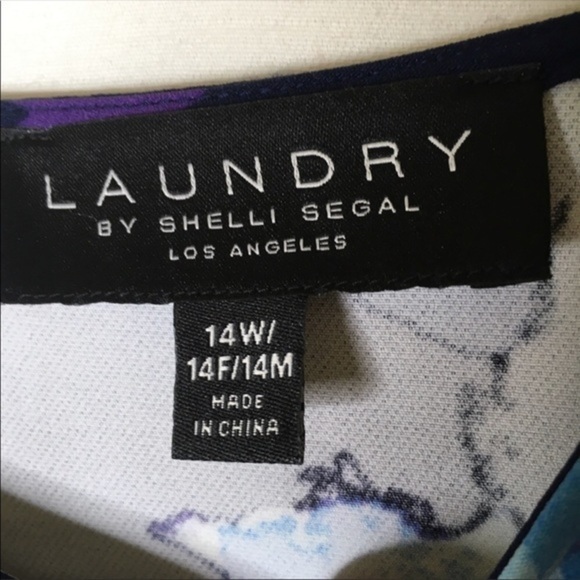 LAUNDRY
BY SHELLI SEGAL
LOS ANGELES
14W/
14F/14M
MADE
IN CHINA